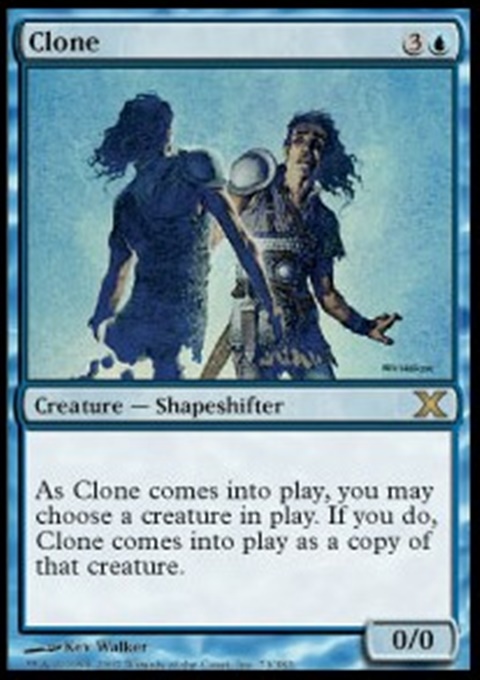 Clone 3
Creature — Shapeshifter X
As Clone comes into play, you may
choose a creature in play. If you do,
Clone comes into play as a copy of
that creature.
0/0
Kev Walker